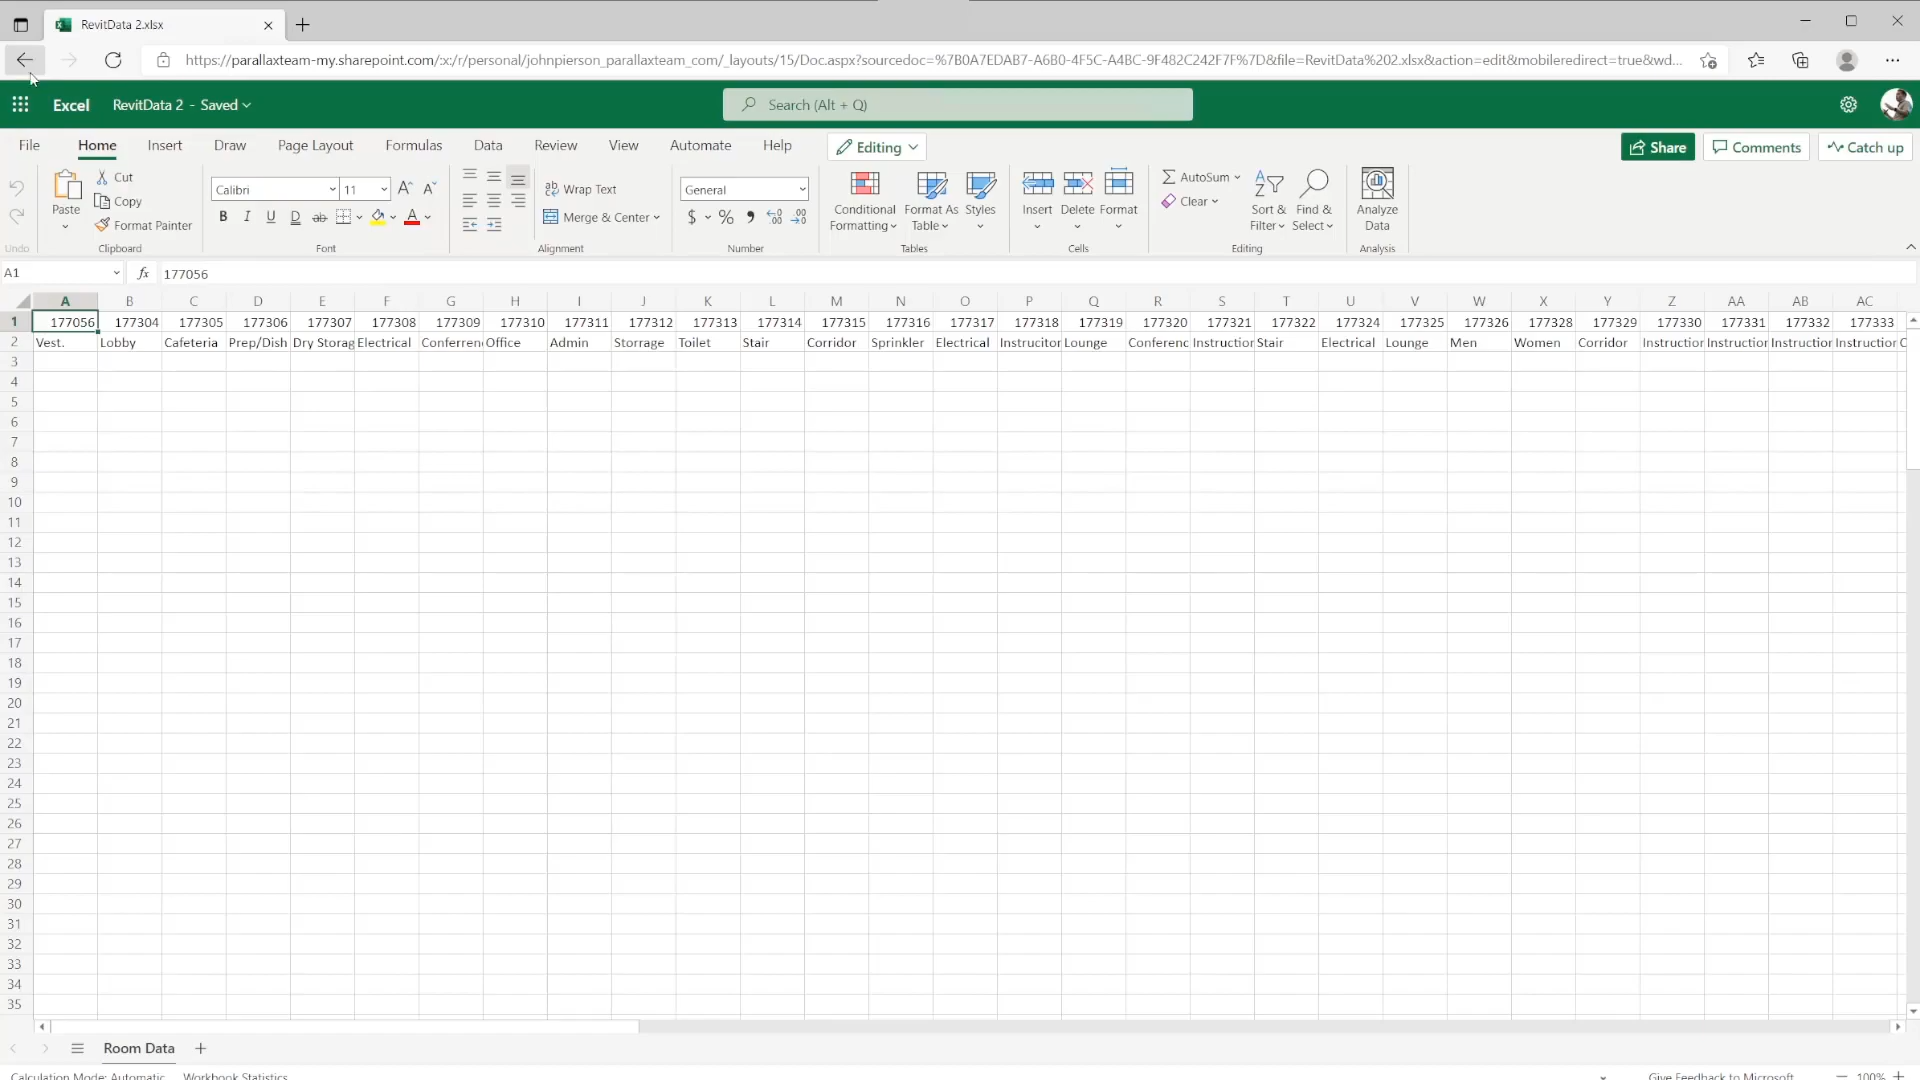 RevitData 2.xlsx
https://parallaxteam-my.sharepoint.com/:x:/r/personal/johnpierson_parallaxteam_com/_layouts/15/Doc.aspx?sourcedoc=%7B0A7EDAB7-A6B0-4F5C-A4BC-9F482C242F7F%7D&file=RevitData%202.xlsx&action=edit&mobileredirect=true&wd...
Excel RevitData 2 - Saved Search (Alt + Q)
File Home Insert Draw Page Layout Formulas Data Review View Automate Help Editing Share Comments Catch up
Cut
Copy
Format Painter
Paste
Calibri 11
B I U D ab A
Wrap Text
Merge & Center
General
$ % 9
Conditional Formatting
Format As Table
Styles
Insert Delete Format
AutoSum
Clear
Sort & Filter
Find & Select
Analyze Data
Undo Clipboard Font Alignment Number Tables Cells Editing Analysis
A1 fx 177056
A B C D E F G H I J K L M N O P Q R S T U V W X Y Z AA AB AC
1 177056 177304 177305 177306 177307 177308 177309 177310 177311 177312 177313 177314 177315 177316 177317 177318 177319 177320 177321 177322 177324 177325 177326 177328 177329 177330 177331 177332 177333
2 Vest. Lobby Cafeteria Prep/Dish Dry Storag Electrical Conferren Office Admin Storrage Toilet Stair Corridor Sprinkler Electrical Instrucitor Lounge Conferenc Instruction Stair Electrical Lounge Men Women Corridor Instruction Instruction Instruction Instruction C
3
4
5
6
7
8
9
10
11
12
13
14
15
16
17
18
19
20
21
22
23
24
25
26
27
28
29
30
31
32
33
34
35
Room Data
Calculation Mode: Automatic Workbook Statistics Give Feedback to Microsoft 100%